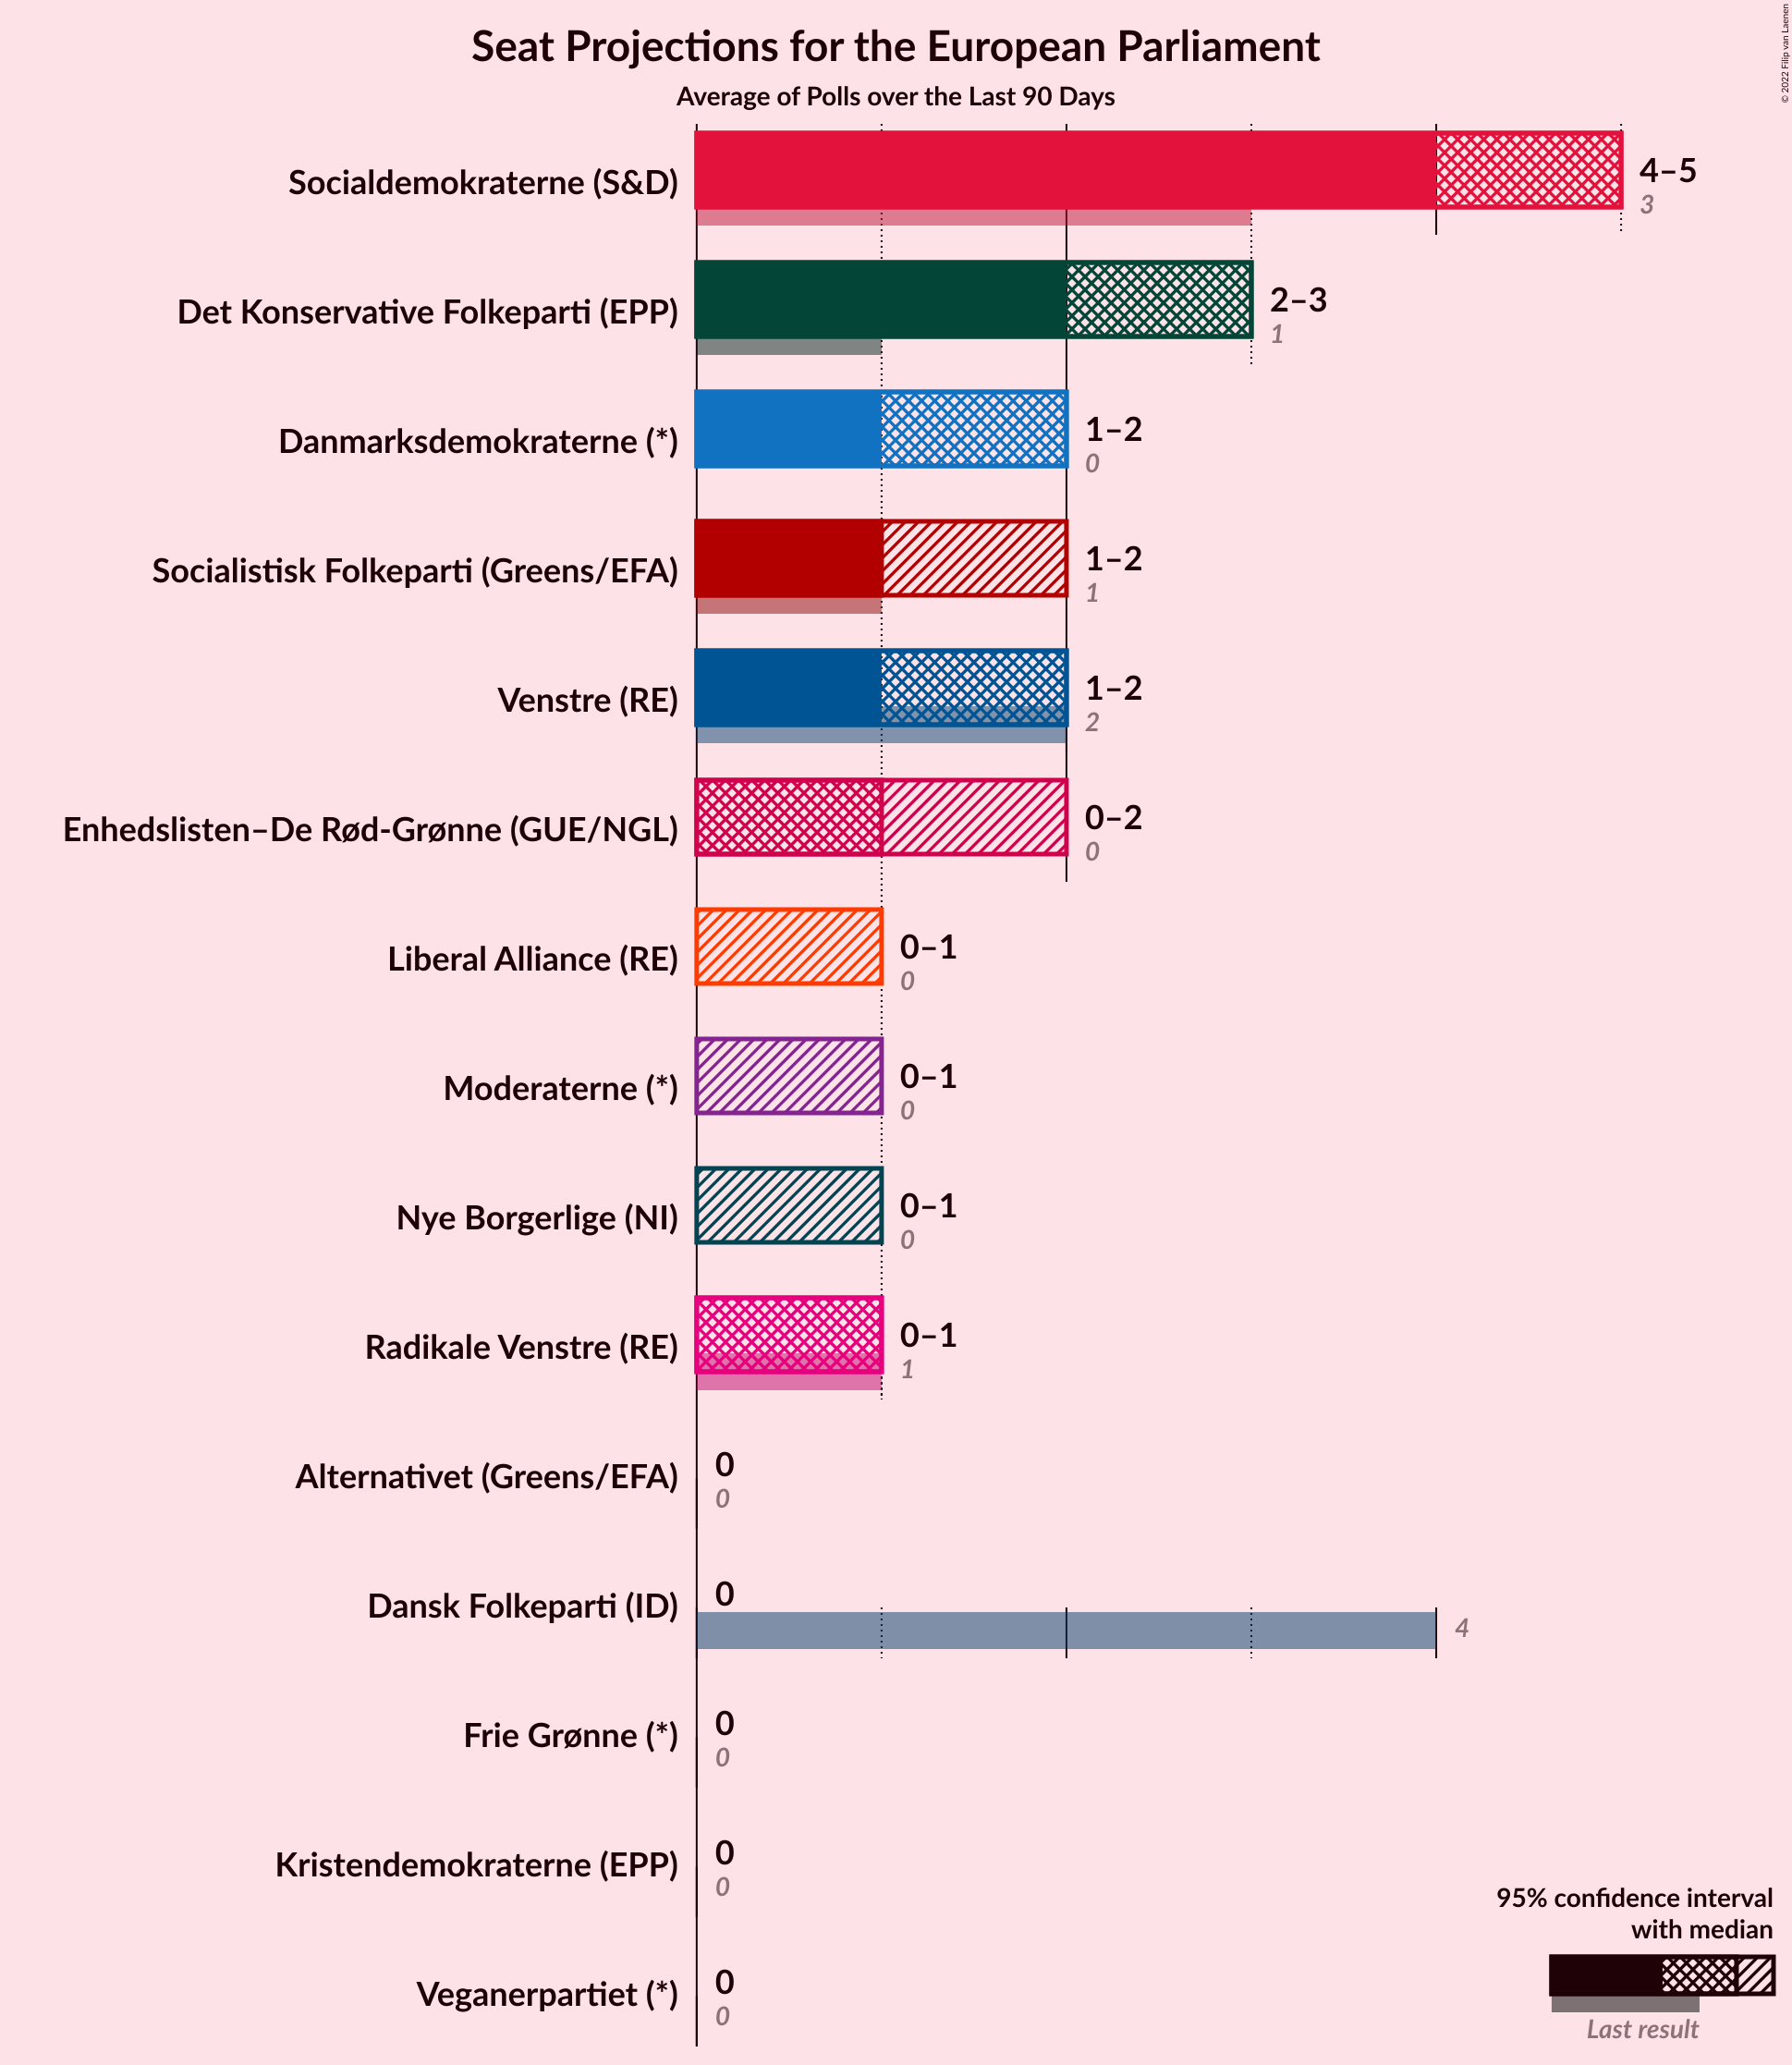 Seat Projections for the European Parliament
Average of Polls over the Last 90 Days
© 2022 Filip van Laenen
Socialdemokraterne (S&D)
4–5
3
Det Konservative Folkeparti (EPP)
2–3
1
Danmarksdemokraterne (*)
1–2
0
Socialistisk Folkeparti (Greens/EFA)
1–2
1
Venstre (RE)
1–2
2
Enhedslisten–De Rød-Grønne (GUE/NGL)
0–2
0
Liberal Alliance (RE)
0–1
0
Moderaterne (*)
0–1
0
Nye Borgerlige (NI)
0–1
0
Radikale Venstre (RE)
0–1
1
Alternativet (Greens/EFA)
0
0
Dansk Folkeparti (ID)
0
4
Frie Grønne (*)
0
0
Kristendemokraterne (EPP)
0
0
Veganerpartiet (*)
0
0
95% confidence interval
with median
Last result